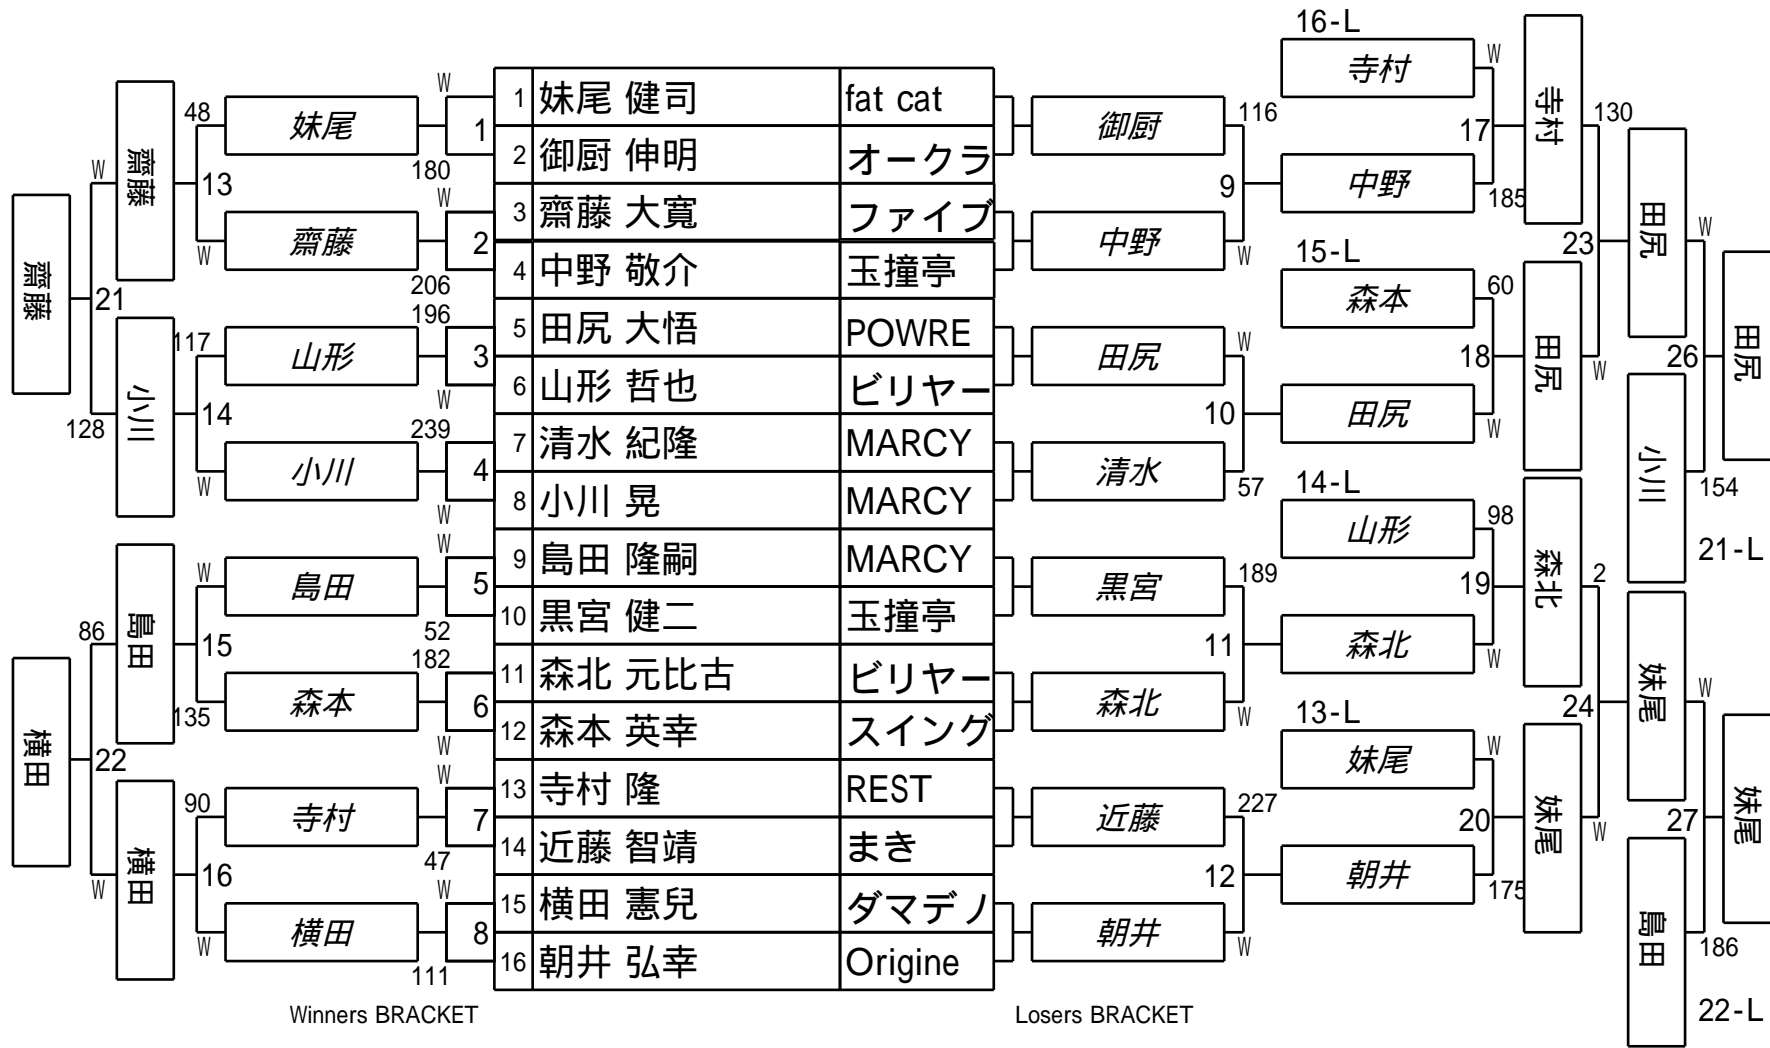 16-L
寺村
W
1 妹尾 健司 fat cat
2 御厨 伸明 オークラ
3 齋藤 大寛 ファイブ
4 中野 敬介 玉撞亭
5 田尻 大悟 POWRE
6 山形 哲也 ビリヤー
7 清水 紀隆 MARCY
8 小川 晃 MARCY
9 島田 隆嗣 MARCY
10 黒宮 健二 玉撞亭
11 森北 元比古 ビリヤー
12 森本 英幸 スイング
13 寺村 隆 REST
14 近藤 智靖 まき
15 横田 憲兒 ダマデノ
16 朝井 弘幸 Origine
W
妹尾 1
180
48
13
W
W
齋藤 2
206
196
山形 3
W
117
14
W
239
小川 4
W
W
島田 5
52
W
15
135
182
森本 6
W
W
寺村 7
47
90
16
W
W
横田 8
111
齋藤
小川
島田
横田
W
21
128
86
22
W
齋藤
横田
御厨 116
9
中野 W
田尻 W
10
清水 57
黒宮 189
11
森北 W
近藤 227
12
朝井 W
17
中野 185
15-L
森本 60
18
田尻 W
14-L
山形 98
19
森北 W
13-L
妹尾 W
20
朝井 175
寺村 130
23
田尻 W
森北 2
24
妹尾 W
田尻 W
26
小川 154
21-L
妹尾 W
27
島田 186
22-L
田尻
妹尾
Winners BRACKET
Losers BRACKET